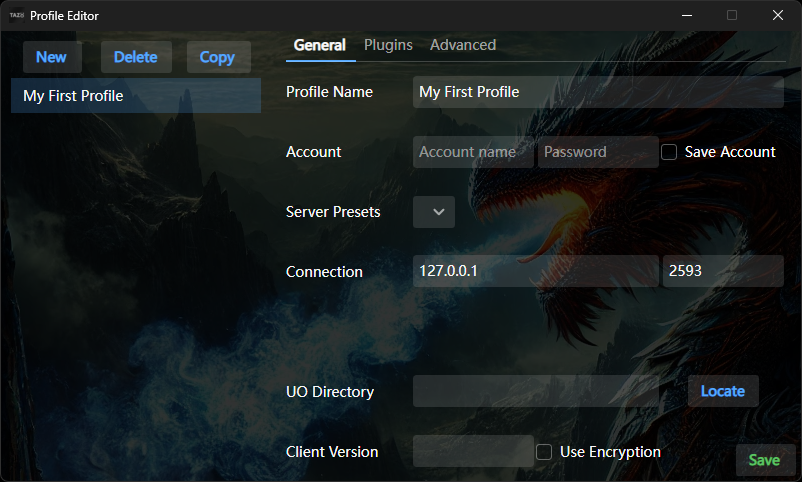 TAZ
Profile Editor
New Delete Copy
My First Profile
General Plugins Advanced
Profile Name My First Profile
Account Account name Password Save Account
Server Presets
Connection 127.0.0.1 2593
UO Directory Locate
Client Version Use Encryption
Save